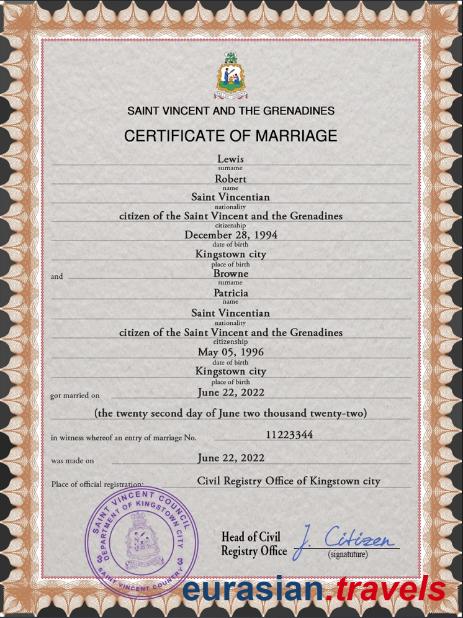 SAINT VINCENT AND THE GRENADINES
CERTIFICATE OF MARRIAGE
Lewis
surname
Robert
name
Saint Vincentian
nationality
citizen of the Saint Vincent and the Grenadines
citizenship
December 28, 1994
date of birth
Kingstown city
place of birth
and Browne
surname
Patricia
name
Saint Vincentian
nationality
citizen of the Saint Vincent and the Grenadines
citizenship
May 05, 1996
date of birth
Kingstown city
place of birth
got married on June 22, 2022
(the twenty second day of June two thousand twenty-two)
in witness whereof an entry of marriage No. 11223344
was made on June 22, 2022
Place of official registration: Civil Registry Office of Kingstown city
SAINT VINCENT COUNCIL
DEPARTMENT OF KINGSTOWN CITY
SAINT VINCENT COUNTRY
Head of Civil
Registry Office J. Citizen
(signatuture)
eurasian.travels